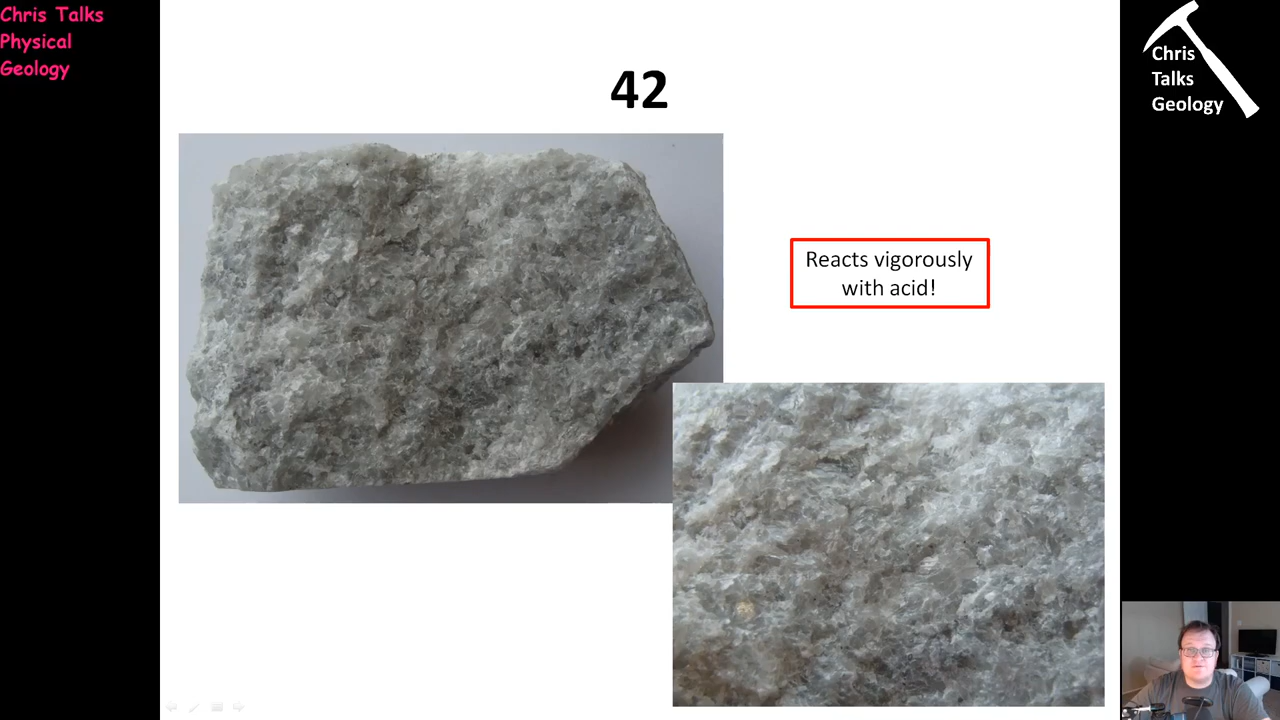 Chris Talks
Physical
Geology
Chris
Talks
Geology
42
Reacts vigorously
with acid!